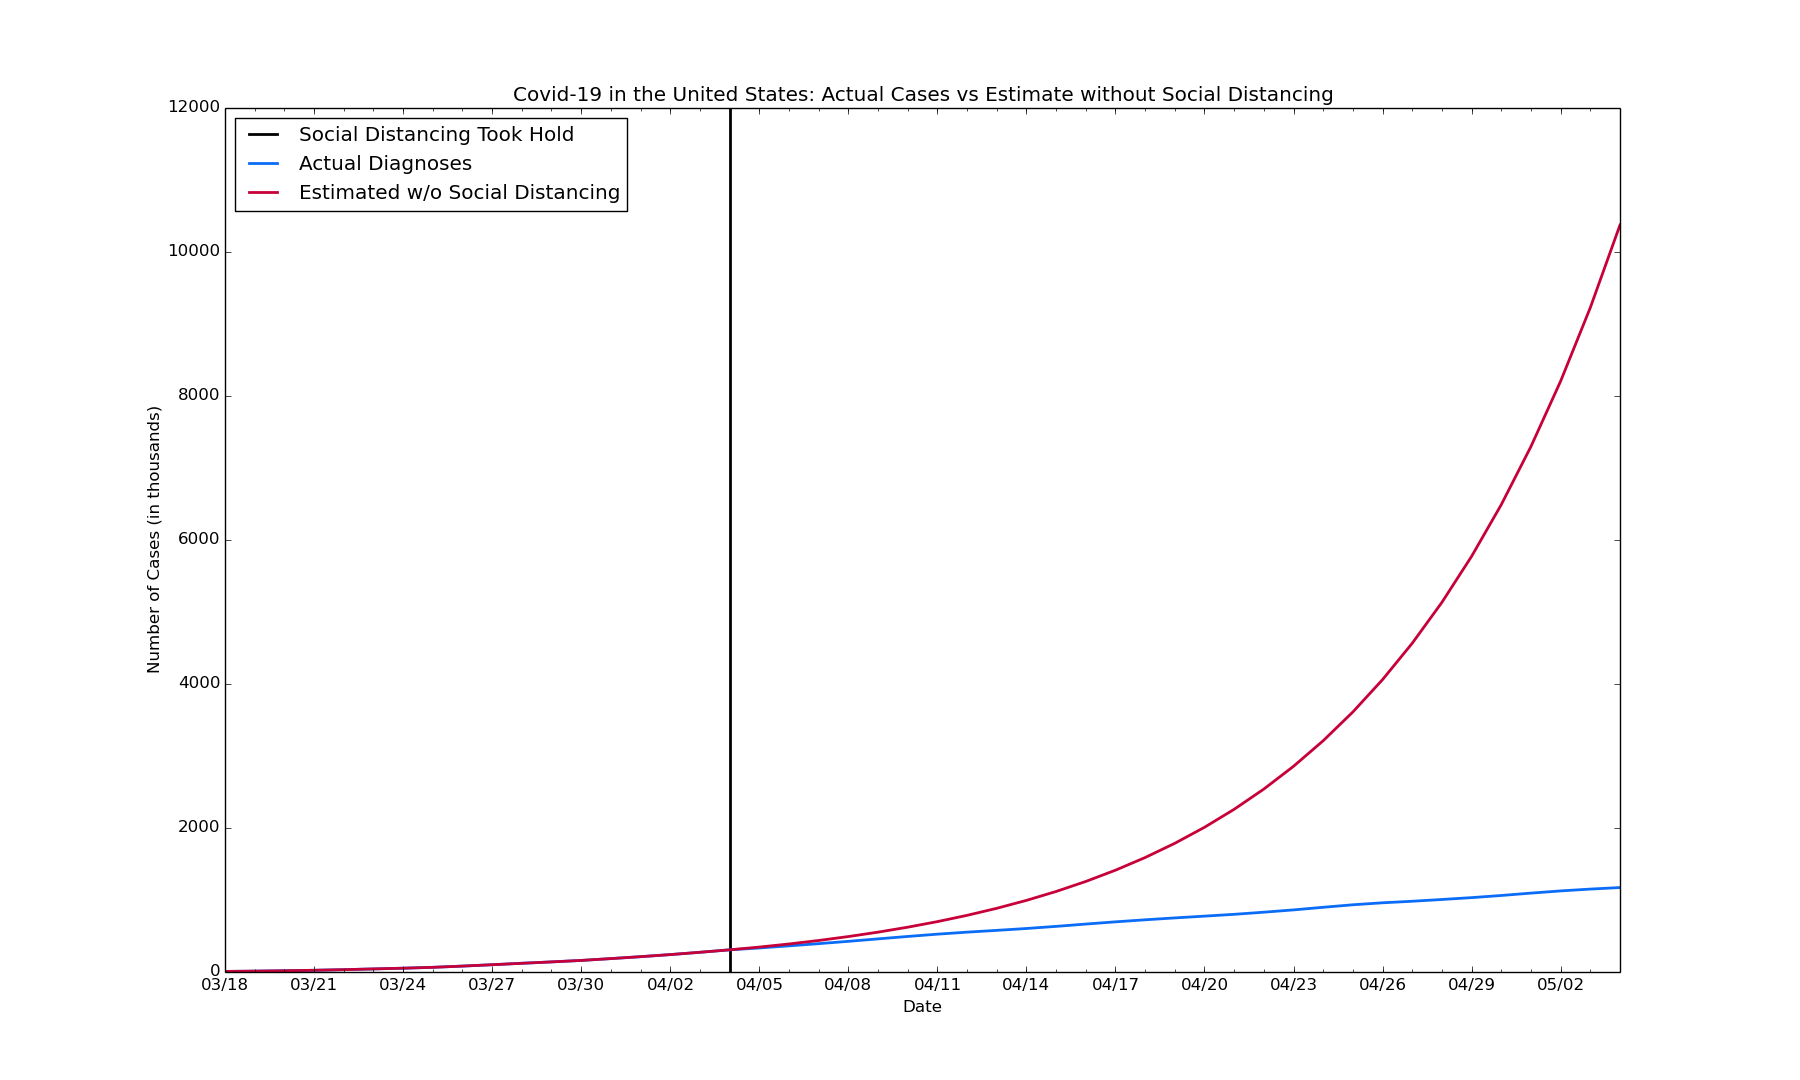 Covid-19 in the United States: Actual Cases vs Estimate without Social Distancing
Social Distancing Took Hold
Actual Diagnoses
Estimated w/o Social Distancing
12000
10000
8000
6000
4000
2000
0
Number of Cases (in thousands)
03/18 03/21 03/24 03/27 03/30 04/02 04/05 04/08 04/11 04/14 04/17 04/20 04/23 04/26 04/29 05/02
Date